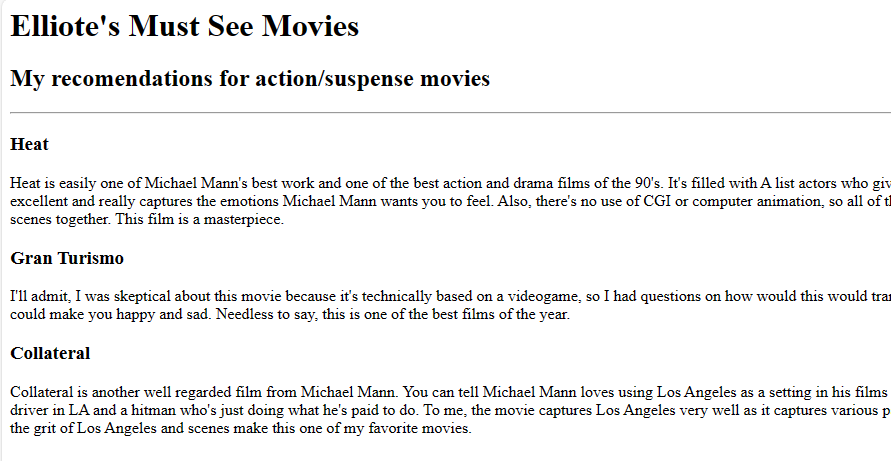 Elliote's Must See Movies
My recomendations for action/suspense movies
Heat
Heat is easily one of Michael Mann's best work and one of the best action and drama films of the 90's. It's filled with A list actors who
excellent and really captures the emotions Michael Mann wants you to feel. Also, there's no use of CGI or computer animation, so all of
scenes together. This film is a masterpiece.
Gran Turismo
I'll admit, I was skeptical about this movie because it's technically based on a videogame, so I had questions on how would this would
could make you happy and sad. Needless to say, this is one of the best films of the year.
Collateral
Collateral is another well regarded film from Michael Mann. You can tell Michael Mann loves using Los Angeles as a setting in his films
driver in LA and a hitman who's just doing what he's paid to do. To me, the movie captures Los Angeles very well as it captures various
the grit of Los Angeles and scenes make this one of my favorite movies.